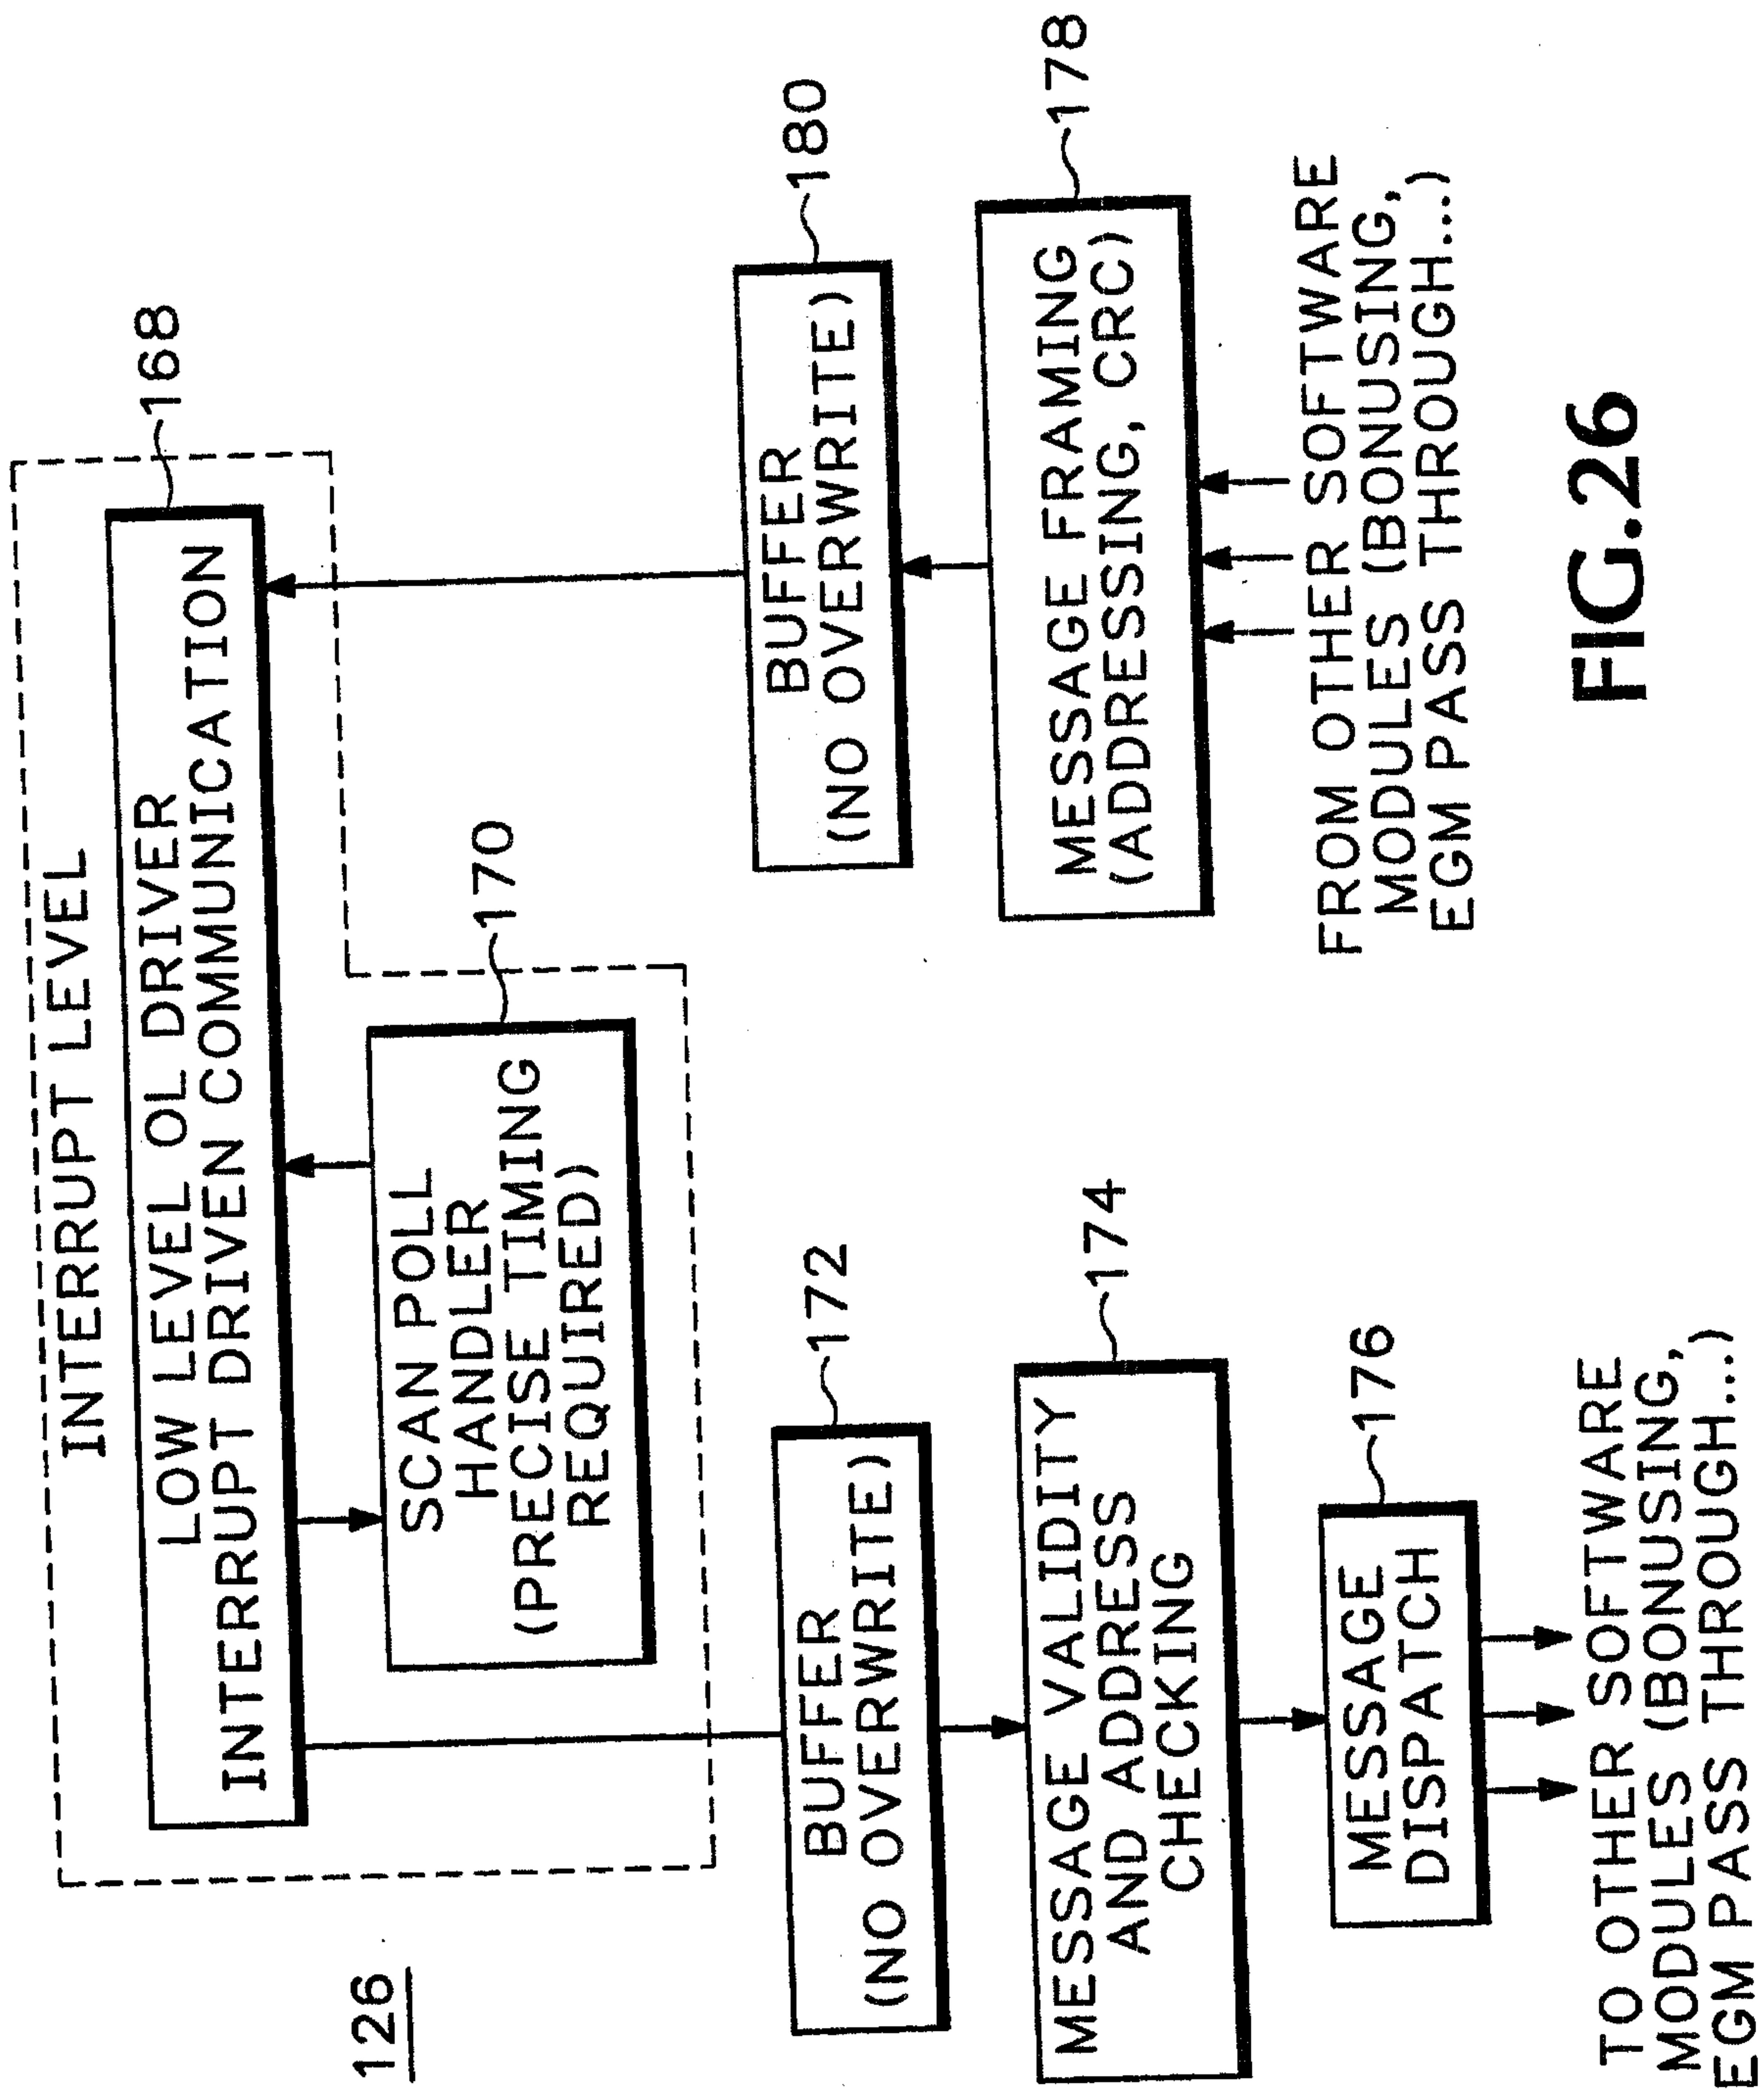 126
INTERRUPT LEVEL
LOW LEVEL OL DRIVER
INTERRUPT DRIVEN COMMUNICATION
168
SCAN POLL
HANDLER
(PRECISE TIMING
REQUIRED)
170
BUFFER
(NO OVERWRITE)
172
MESSAGE VALIDITY
AND ADDRESS
CHECKING
174
MESSAGE
DISPATCH
176
TO OTHER SOFTWARE
MODULES (BONUSING,
EGM PASS THROUGH...)
BUFFER
(NO OVERWRITE)
180
MESSAGE FRAMING
(ADDRESSING, CRC)
178
FROM OTHER SOFTWARE
MODULES (BONUSING,
EGM PASS THROUGH...)
FIG.26